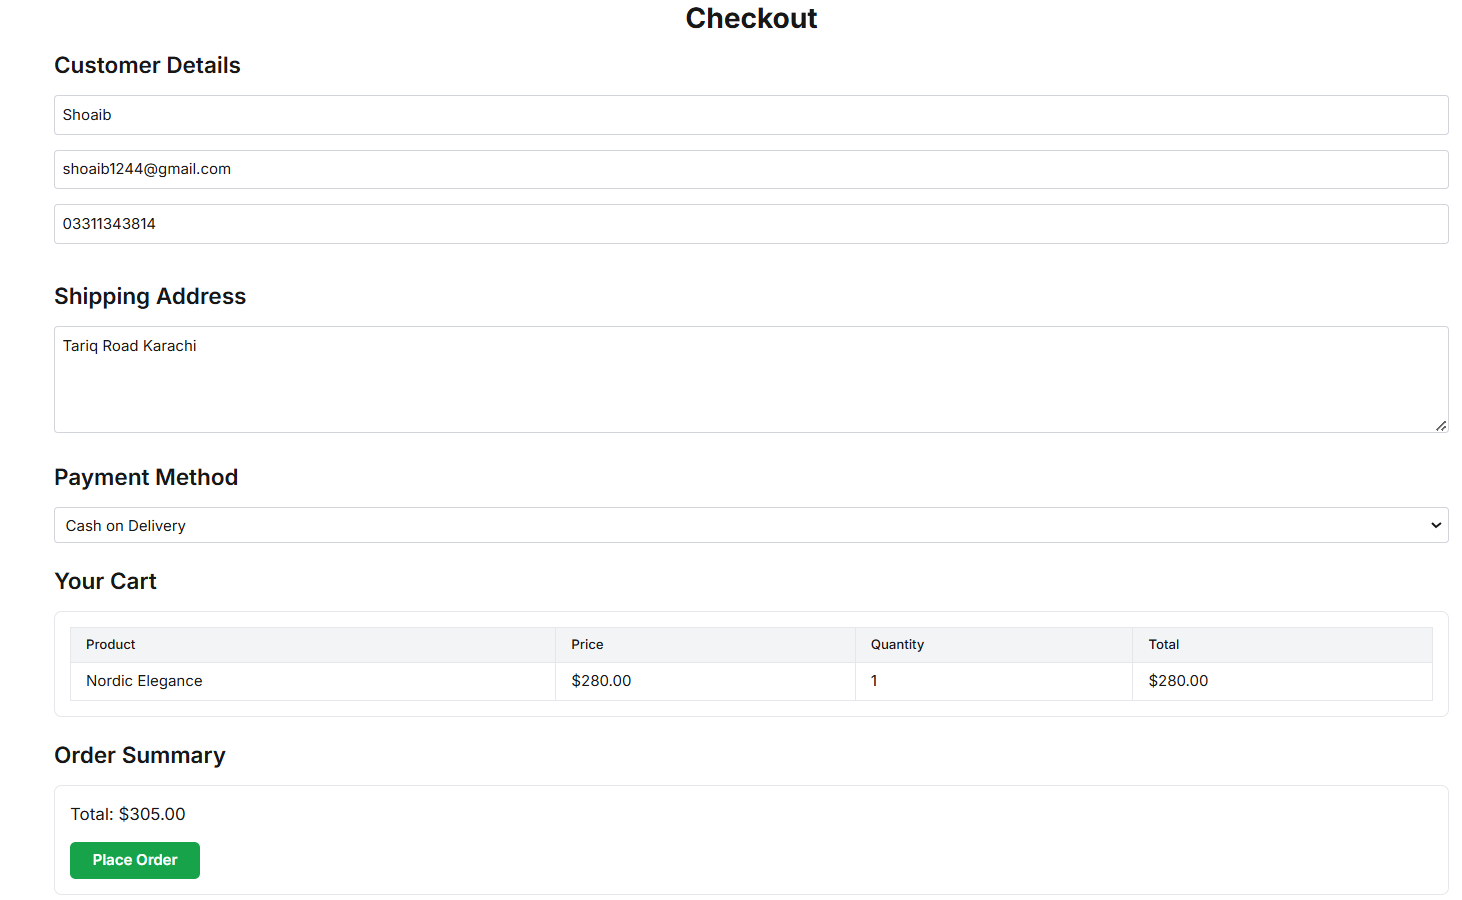 Checkout
Customer Details
Shoaib
shoaib1244@gmail.com
03311343814
Shipping Address
Tariq Road Karachi
Payment Method
Cash on Delivery
Your Cart
Product Price Quantity Total
Nordic Elegance $280.00 1 $280.00
Order Summary
Total: $305.00
Place Order